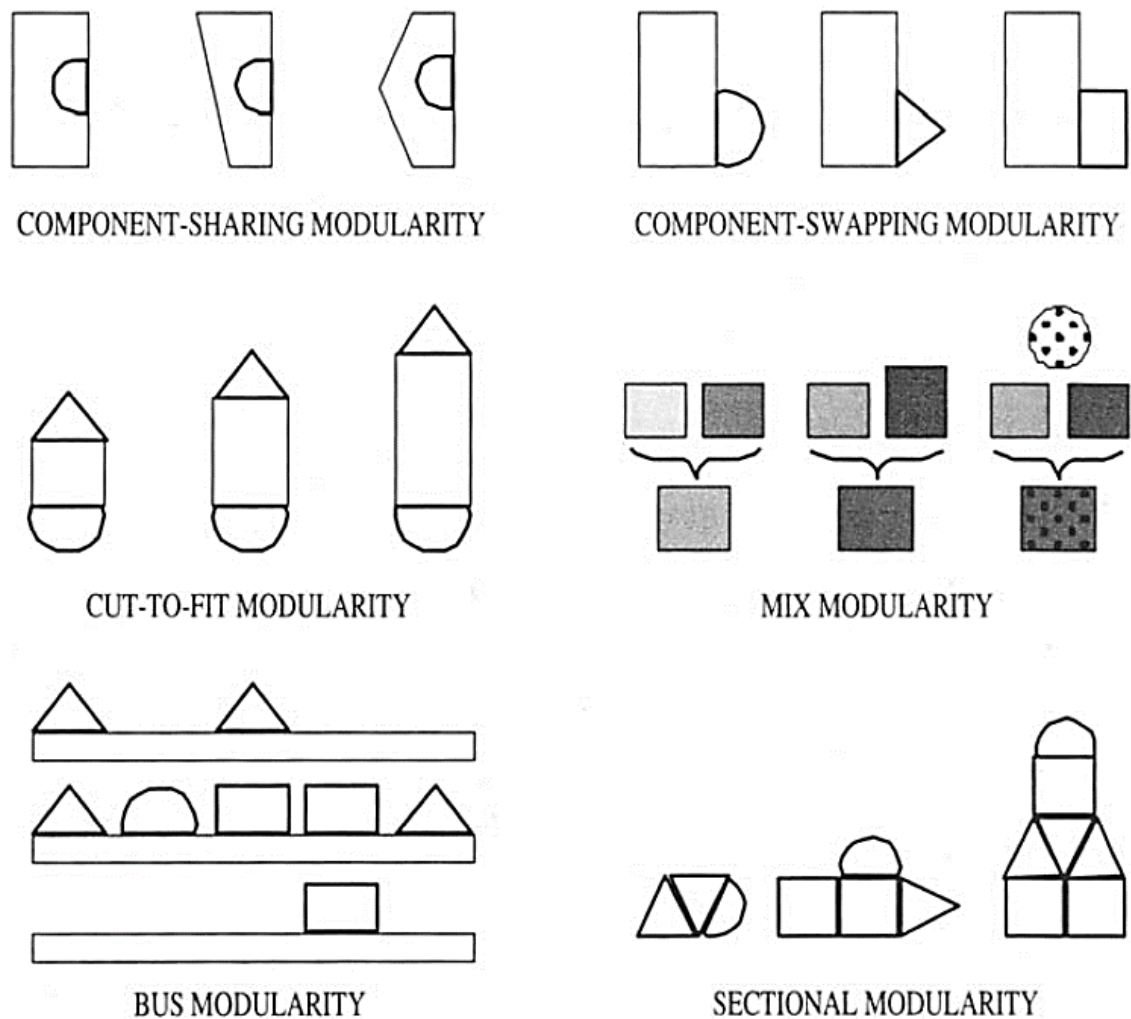 COMPONENT-SHARING MODULARITY
COMPONENT-SWAPPING MODULARITY
CUT-TO-FIT MODULARITY
MIX MODULARITY
BUS MODULARITY
SECTIONAL MODULARITY